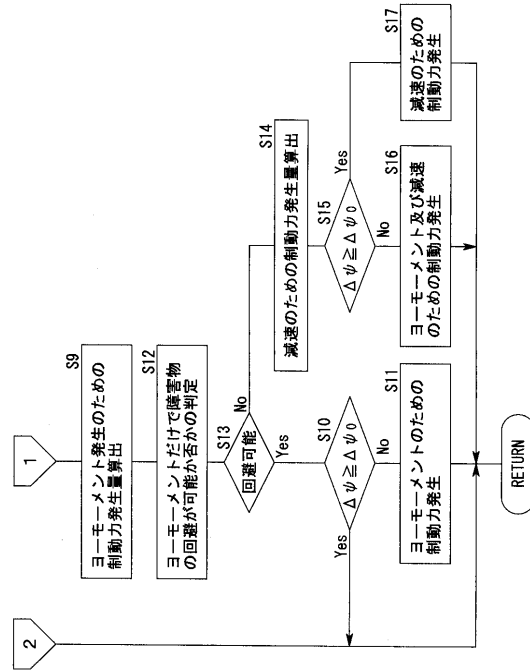 1
2
S9
ヨーモーメント発生のための
制動力発生量算出
S12
ヨーモーメントだけで障害物
の回避が可能か否かの判定
S13
回避可能
No
Yes
S14
減速のための制動力発生量算出
S10
Δψ≧Δψ0
Yes
No
S15
Δψ≧Δψ0
Yes
No
S11
ヨーモーメントのための
制動力発生
S16
ヨーモーメント及び減速
のための制動力発生
S17
減速のための
制動力発生
RETURN